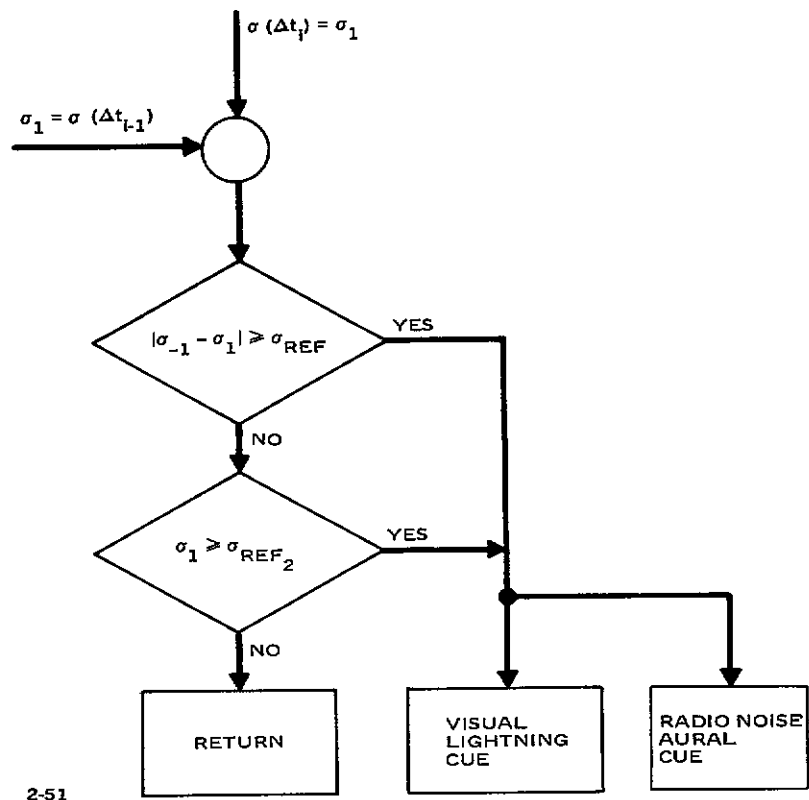 σ (Δt_i) = σ_1
σ_1 = σ (Δt_{i-1})
|σ_{-1} - σ_1| ⩾ σ_REF
YES
NO
σ_1 ⩾ σ_REF_2
YES
NO
RETURN
VISUAL
LIGHTNING
CUE
RADIO NOISE
AURAL
CUE
2-51